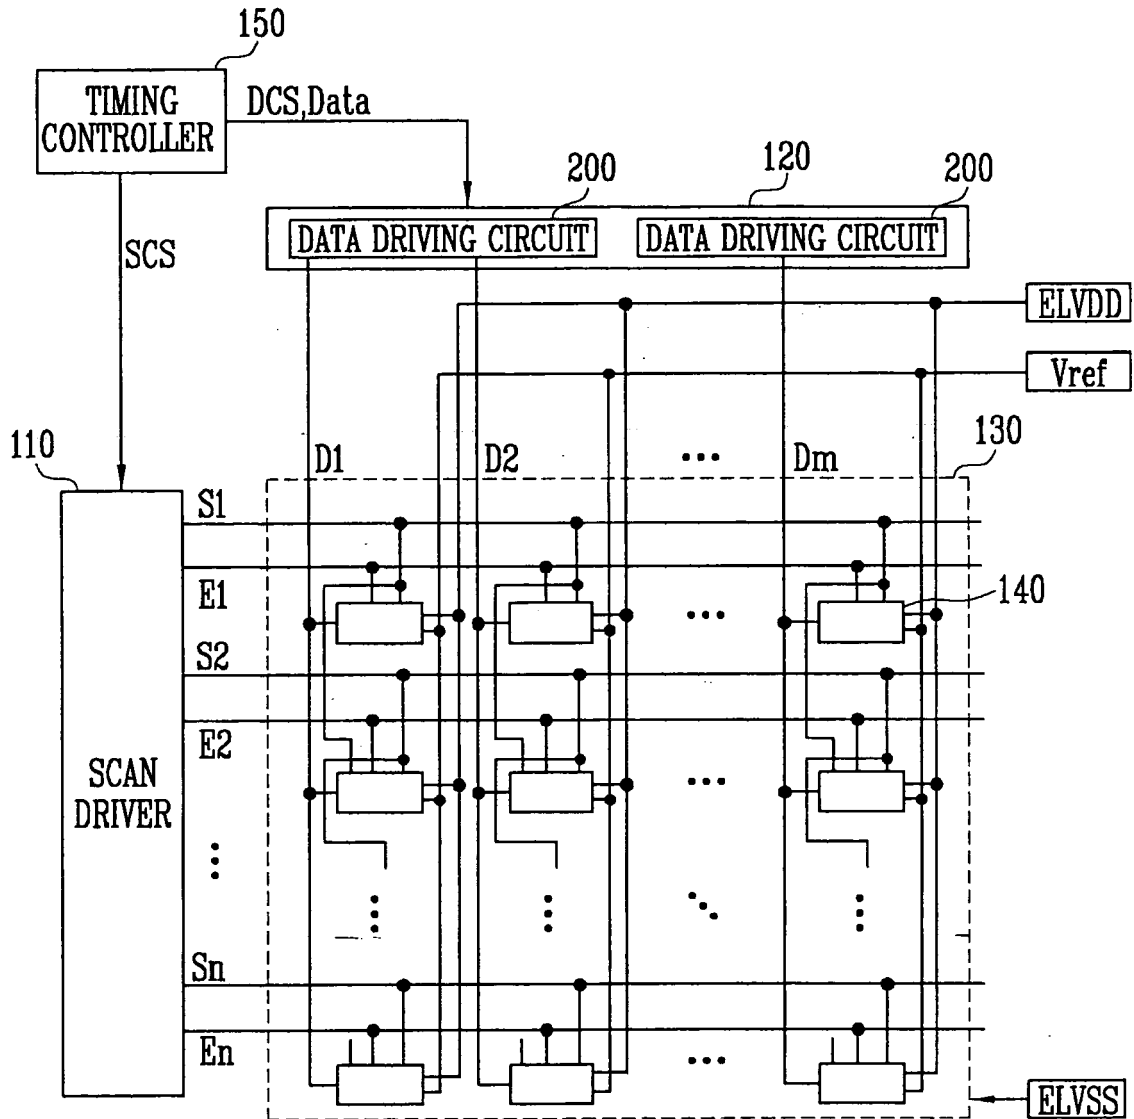 150
TIMING
CONTROLLER
DCS,Data
SCS
200
120
200
DATA DRIVING CIRCUIT
DATA DRIVING CIRCUIT
ELVDD
Vref
110
D1
D2
Dm
130
S1
E1
140
S2
E2
SCAN
DRIVER
Sn
En
ELVSS